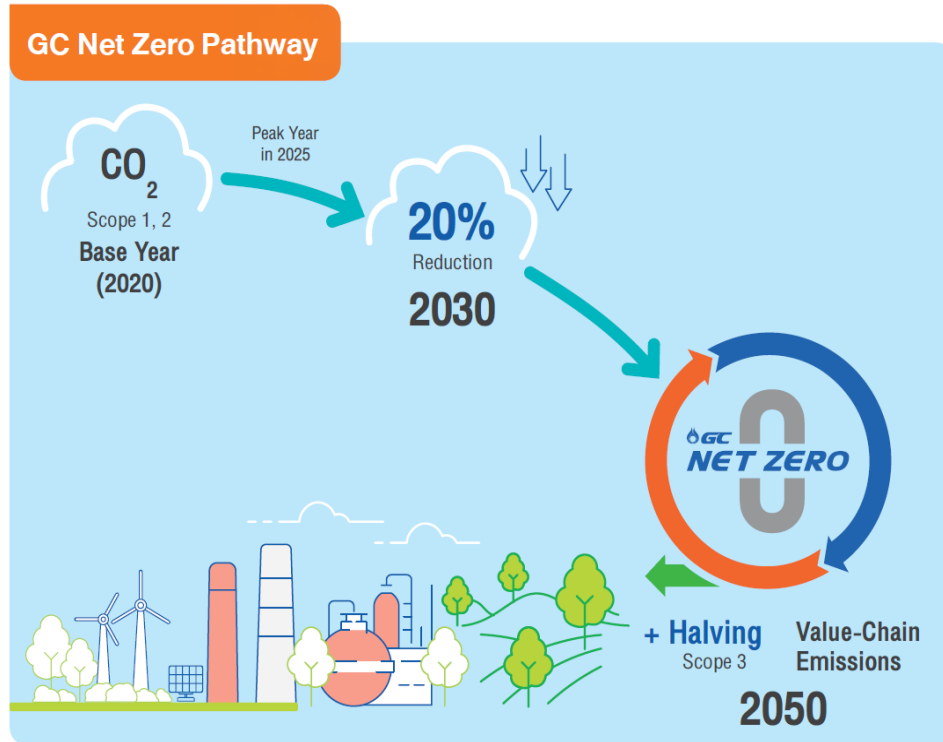 GC Net Zero Pathway
CO2
Scope 1, 2
Base Year
(2020)
Peak Year
in 2025
20%
Reduction
2030
GC
NET ZERO
0
+ Halving
Scope 3
Value-Chain
Emissions
2050